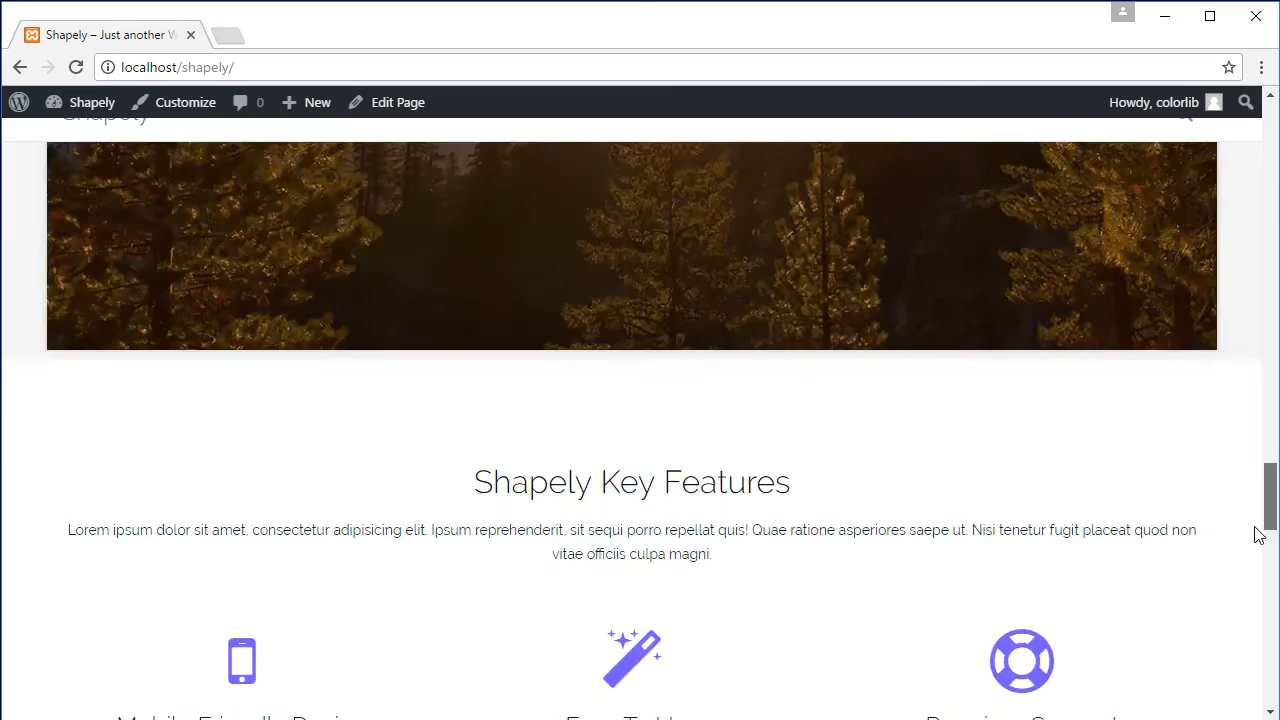 Shapely – Just another W
localhost/shapely/
Shapely Customize 0 New Edit Page Howdy, colorlib
Shapely
Shapely Key Features
Lorem ipsum dolor sit amet, consectetur adipisicing elit. Ipsum reprehenderit, sit sequi porro repellat quis! Quae ratione asperiores saepe ut. Nisi tenetur fugit placeat quod non
vitae officiis culpa magni.